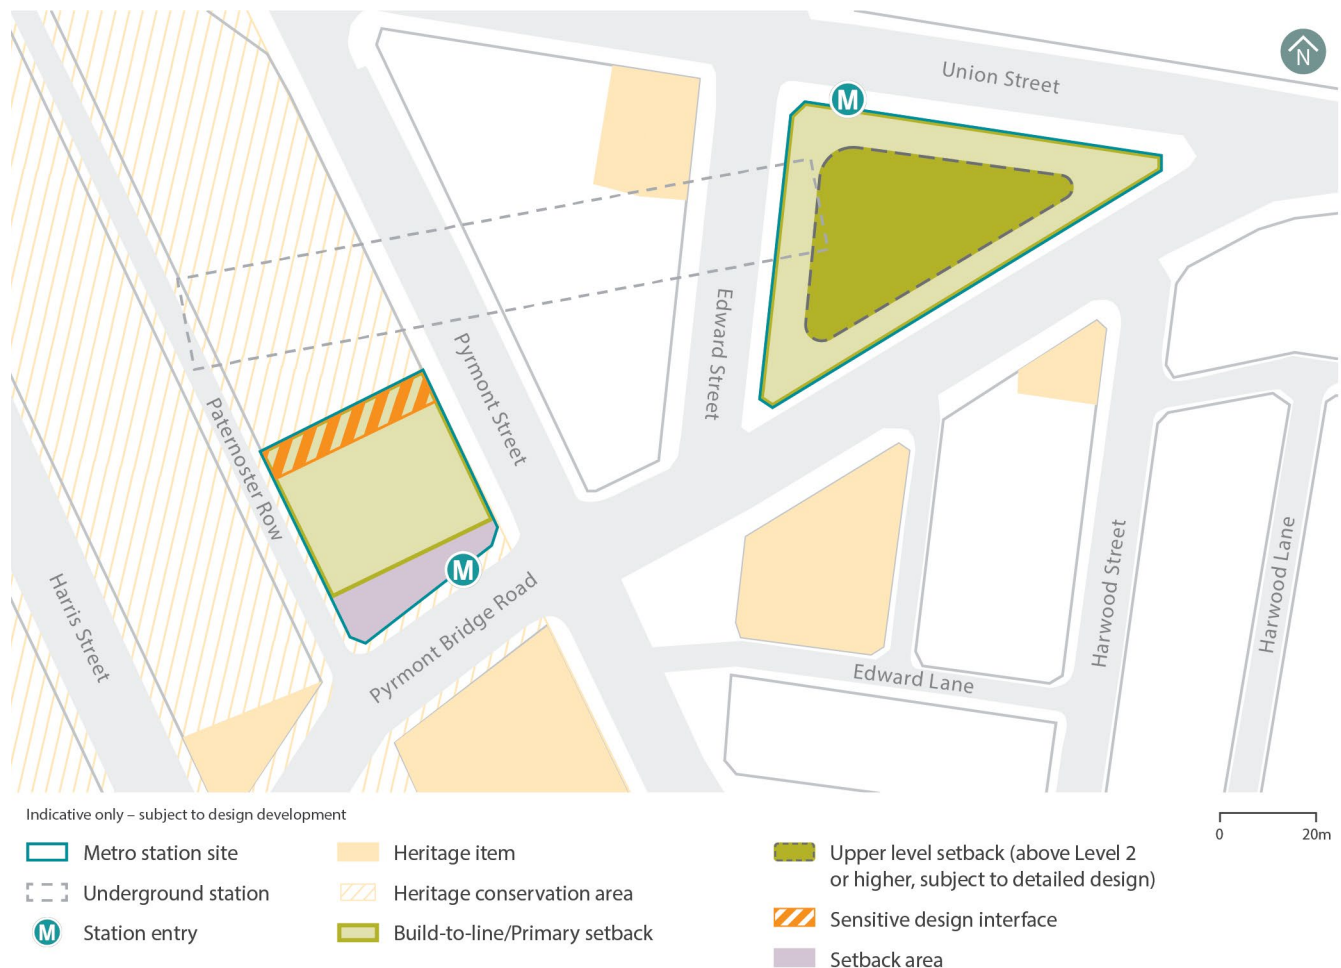 N
Union Street
M
Edward Street
Pyrmont Street
Paternoster Row
M
Harris Street
Pyrmont Bridge Road
Harwood Street
Harwood Lane
Edward Lane
Indicative only – subject to design development
0 20m
Metro station site
Underground station
M Station entry
Heritage item
Heritage conservation area
Build-to-line/Primary setback
Upper level setback (above Level 2
or higher, subject to detailed design)
Sensitive design interface
Setback area